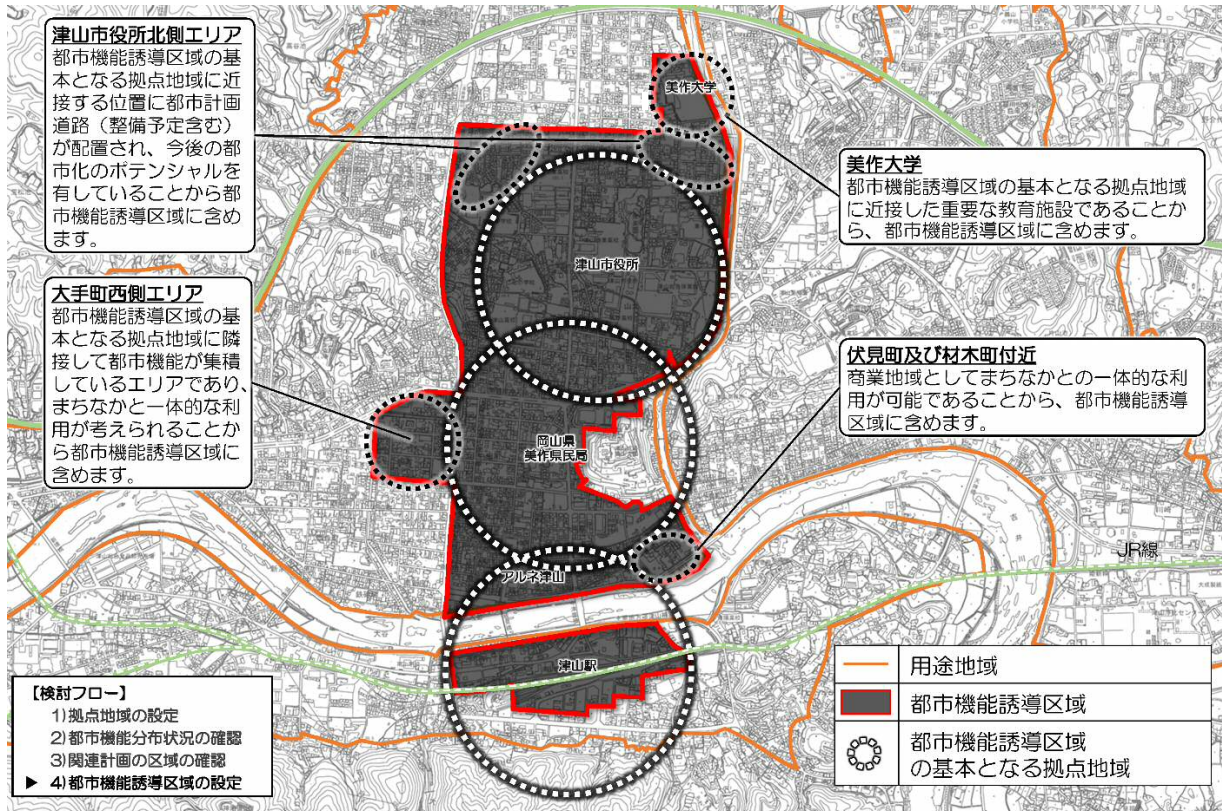 津山市役所北側エリア
都市機能誘導区域の基
本となる拠点地域に近
接する位置に都市計画
道路（整備予定含む）
が配置され、今後の都
市化のポテンシャルを
有していることから都
市機能誘導区域に含め
ます。
大手町西側エリア
都市機能誘導区域の基
本となる拠点地域に隣
接して都市機能が集積
しているエリアであり、
まちなかと一体的な利
用が考えられることか
ら都市機能誘導区域に
含めます。
美作大学
美作大学
都市機能誘導区域の基本となる拠点地域
に近接した重要な教育施設であることか
ら、都市機能誘導区域に含めます。
津山市役所
伏見町及び材木町付近
商業地域としてまちなかとの一体的な利
用が可能であることから、都市機能誘導
区域に含めます。
岡山県
美作県民局
アルネ津山
JR線
津山駅
【検討フロー】
1)拠点地域の設定
2)都市機能分布状況の確認
3)関連計画の区域の確認
▶ 4)都市機能誘導区域の設定
用途地域
都市機能誘導区域
都市機能誘導区域
の基本となる拠点地域